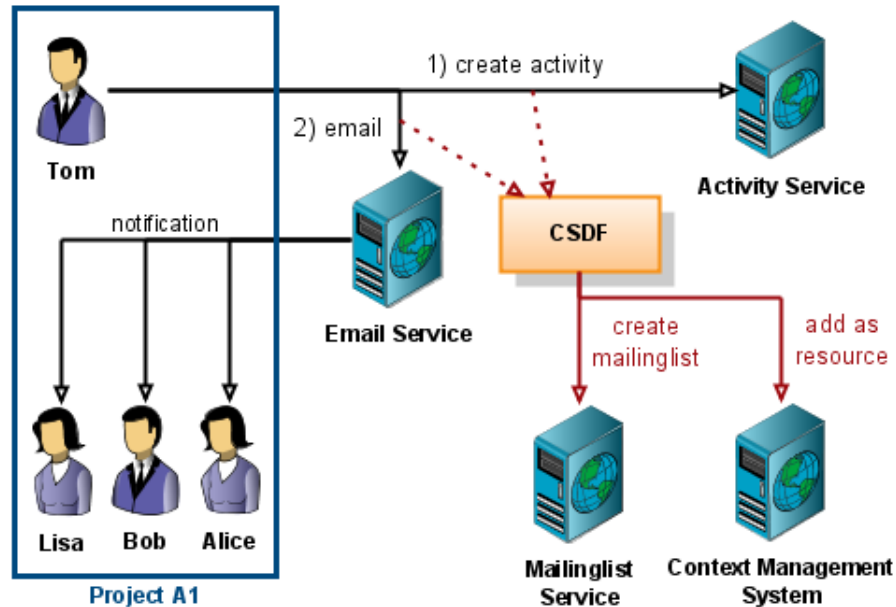 1) create activity
Tom
2) email
Activity Service
notification
CSDF
Email Service
create
mailinglist
add as
resource
Lisa
Bob
Alice
Mailinglist
Service
Context Management
System
Project A1